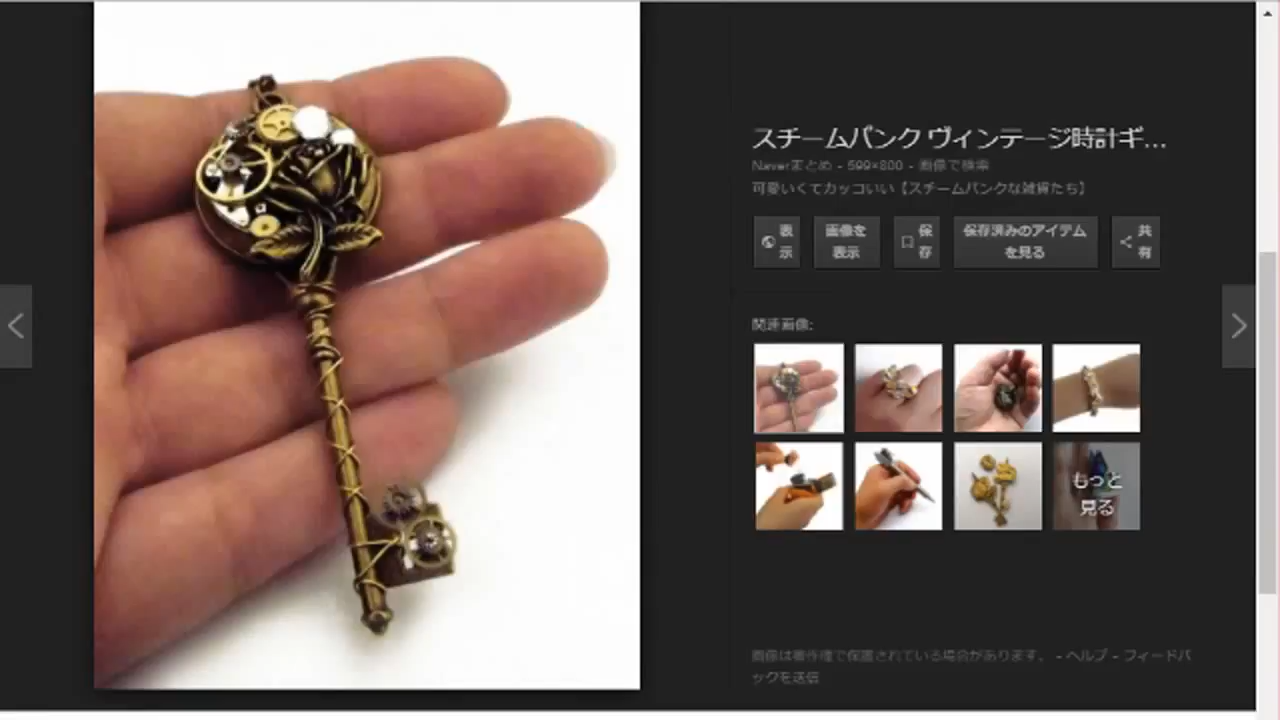 スチームパンク ヴィンテージ時計ギ...
Naverまとめ - 599×800 - 画像で検索
可愛いくてカッコいい【スチームパンクな雑貨たち】
表
示
画像を
表示
保
存
保存済みのアイテム
を見る
共
有
関連画像:
もっと
見る
画像は著作権で保護されている場合があります。 - ヘルプ - フィードバ
ックを送信